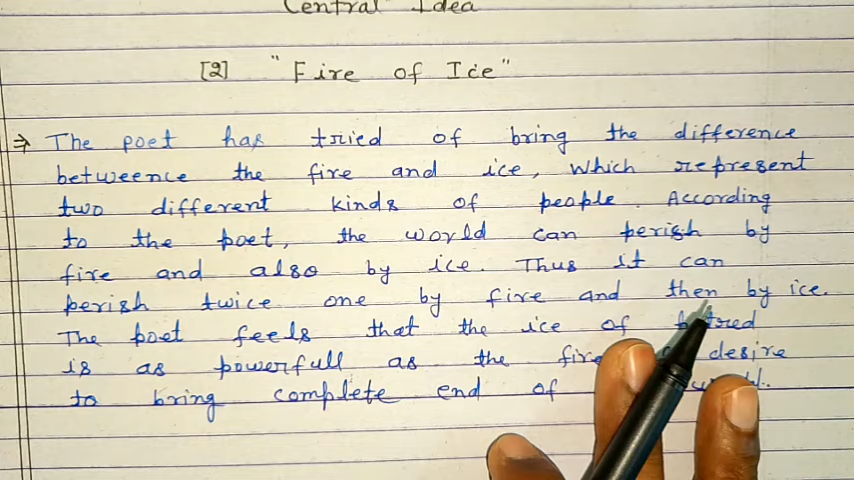 Central Idea
[2] "Fire of Ice"
⇒ The poet has tried of bring the difference
betweence the fire and ice, which represent
two different kinds of people. According
to the poet, the world can perish by
fire and also by ice. Thus it can
perish twice one by fire and then by ice.
The poet feels that the ice of
is as powerfull as the fire desire
to bring complete end of